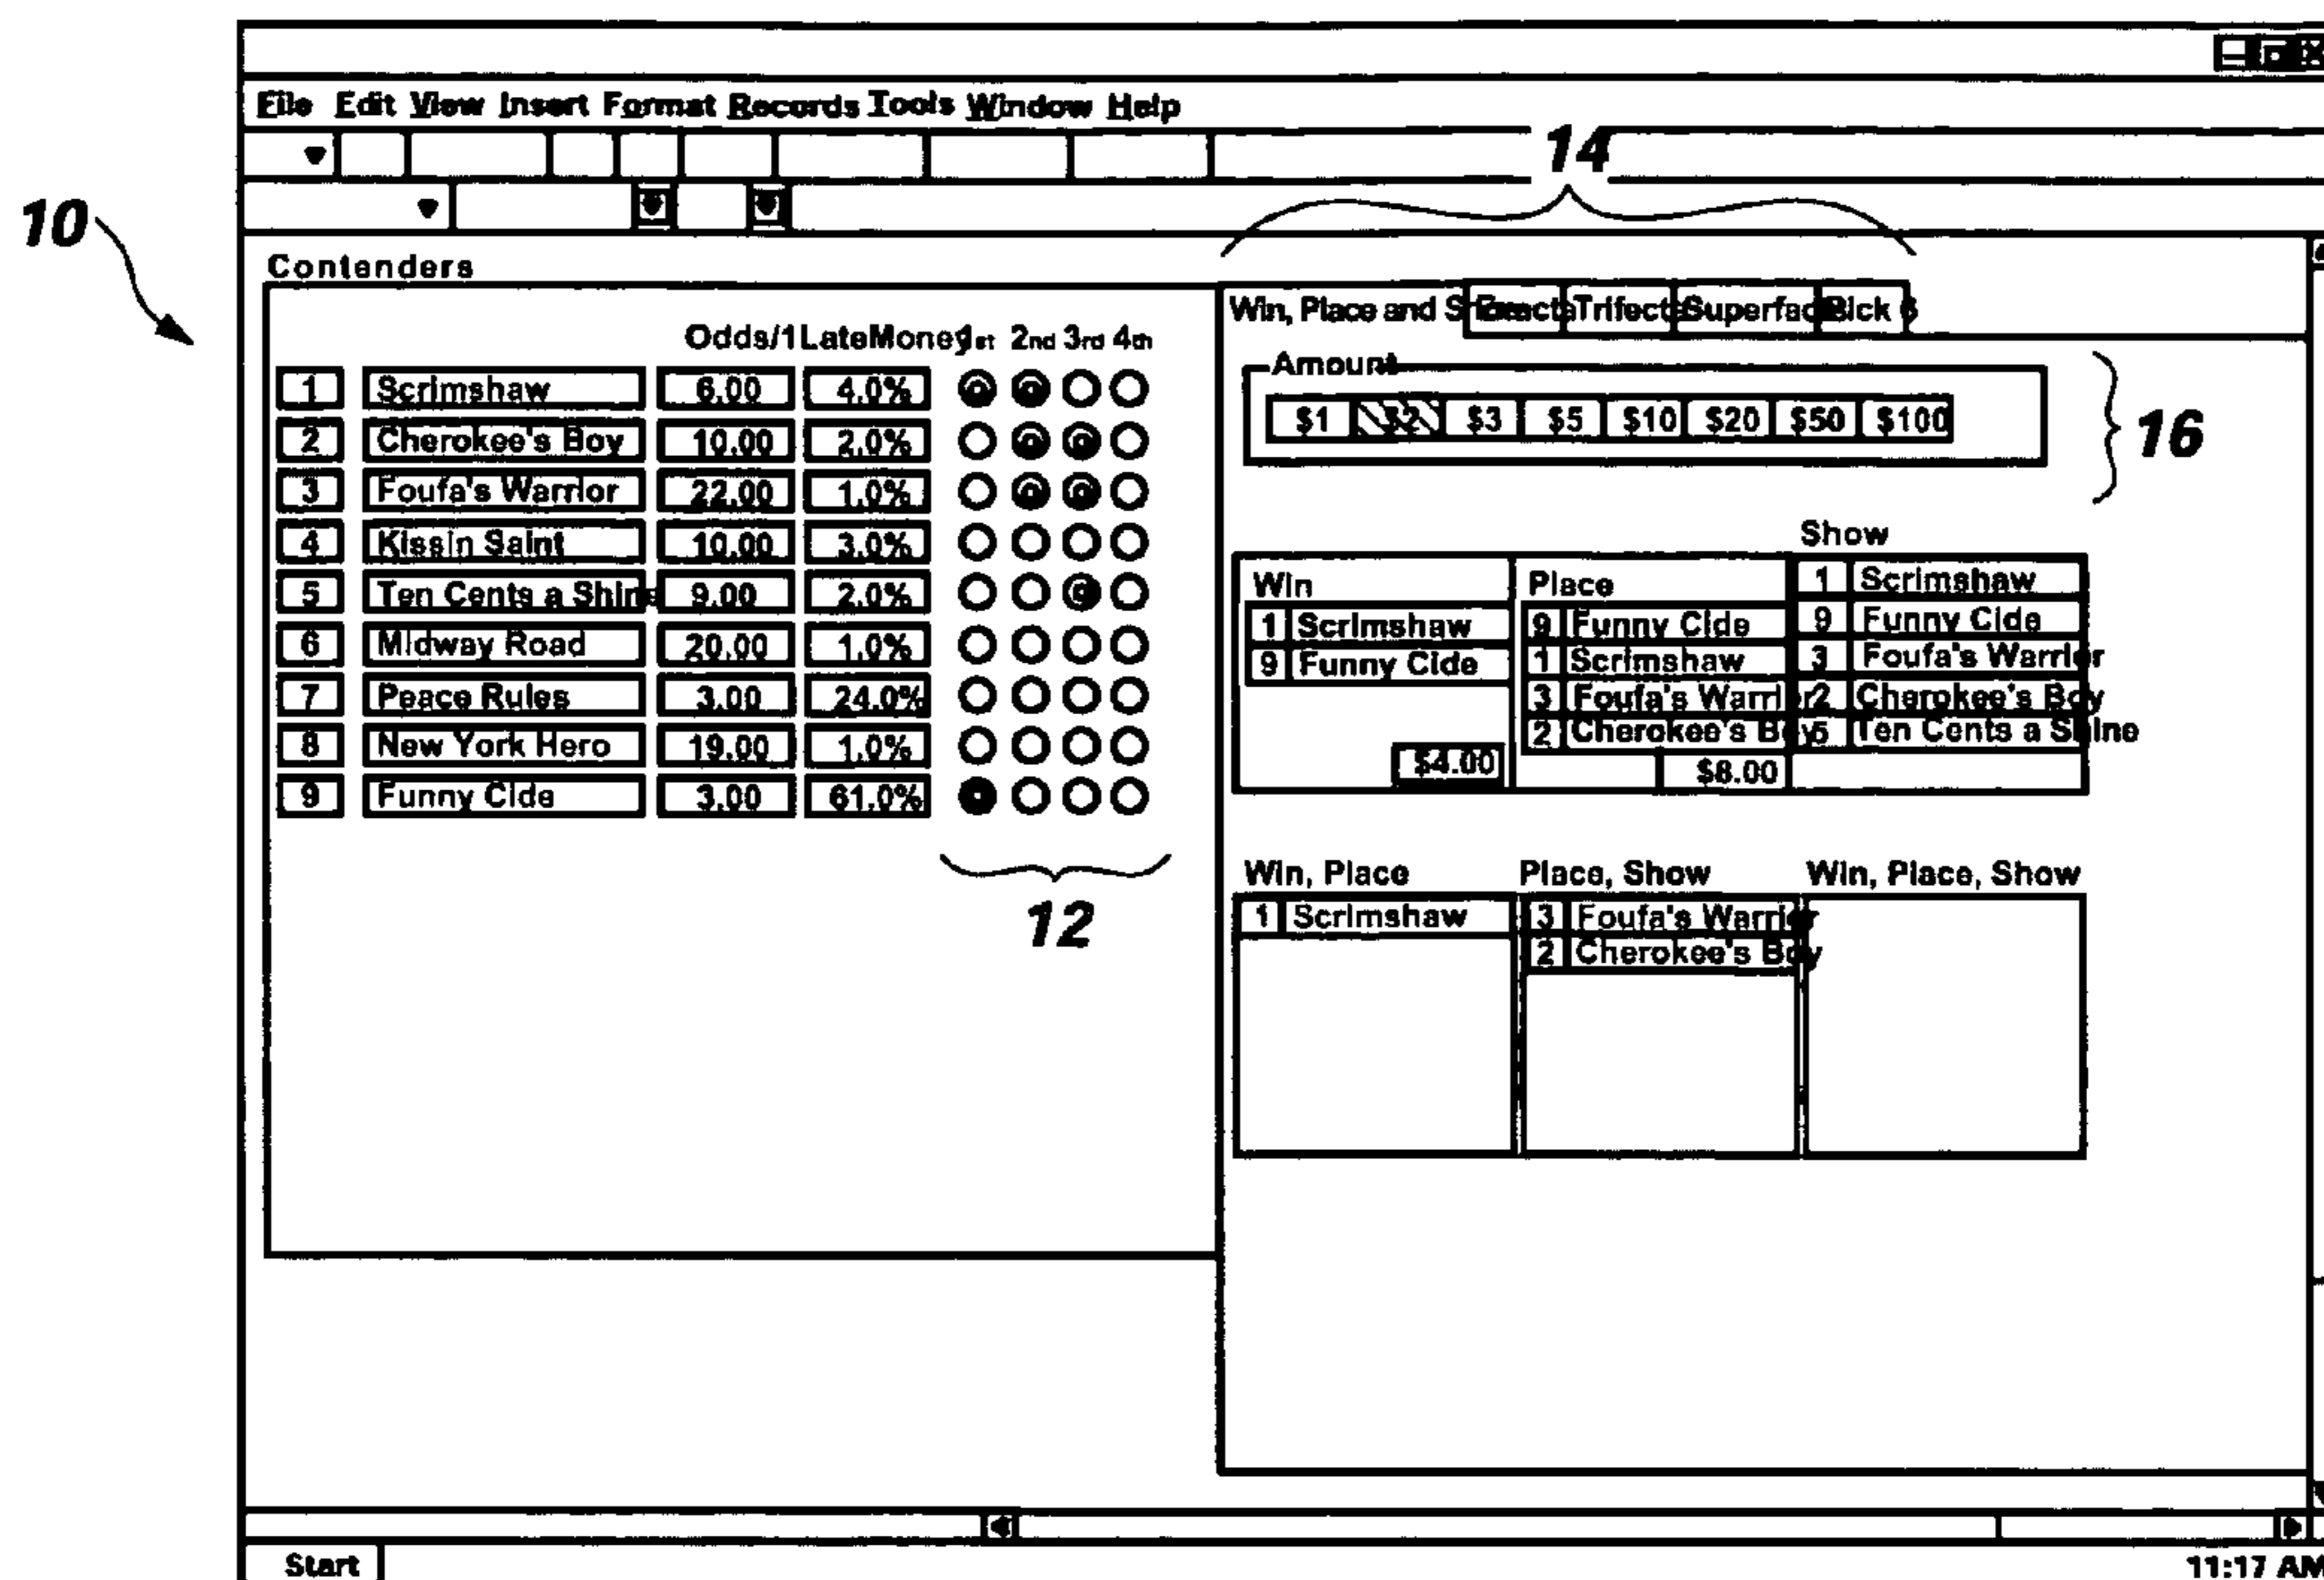 File Edit View Insert Format Records Tools Window Help
14
10
Contenders
Odds/1 LateMoney 1st 2nd 3rd 4th
1 Scrimshaw 6.00 4.0%
2 Cherokee's Boy 10.00 2.0%
3 Foufa's Warrior 22.00 1.0%
4 Kissin Saint 10.00 3.0%
5 Ten Cents a Shine 9.00 2.0%
6 Midway Road 20.00 1.0%
7 Peace Rules 3.00 24.0%
8 New York Hero 19.00 1.0%
9 Funny Cide 3.00 61.0%
12
Win, Place and Trifecta Superfacta Pick 6
Amount
$1 $2 $3 $5 $10 $20 $50 $100
16
Win
1 Scrimshaw
9 Funny Cide
$4.00
Place
9 Funny Cide
1 Scrimshaw
3 Foufa's Warrior
2 Cherokee's Boy
$8.00
Show
1 Scrimshaw
9 Funny Cide
3 Foufa's Warrior
2 Cherokee's Boy
5 Ten Cents a Shine
Win, Place
1 Scrimshaw
Place, Show
3 Foufa's Warrior
2 Cherokee's Boy
Win, Place, Show
Start
11:17 AM